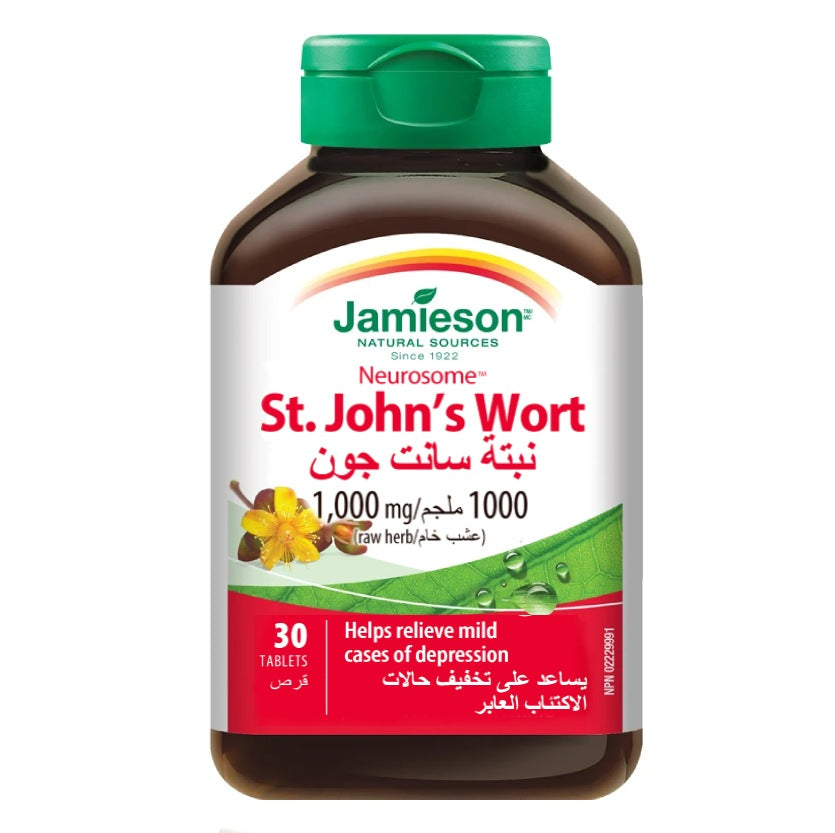 Jamieson™ MC
NATURAL SOURCES
Since 1922
Neurosome™
St. John's Wort
نبتة سانت جون
1,000 mg/ملجم 1000
(raw herb/عشب خام)
30
TABLETS
قرص
Helps relieve mild
cases of depression
يساعد على تخفيف حالات
الاكتئاب العابر
NPN 02229991